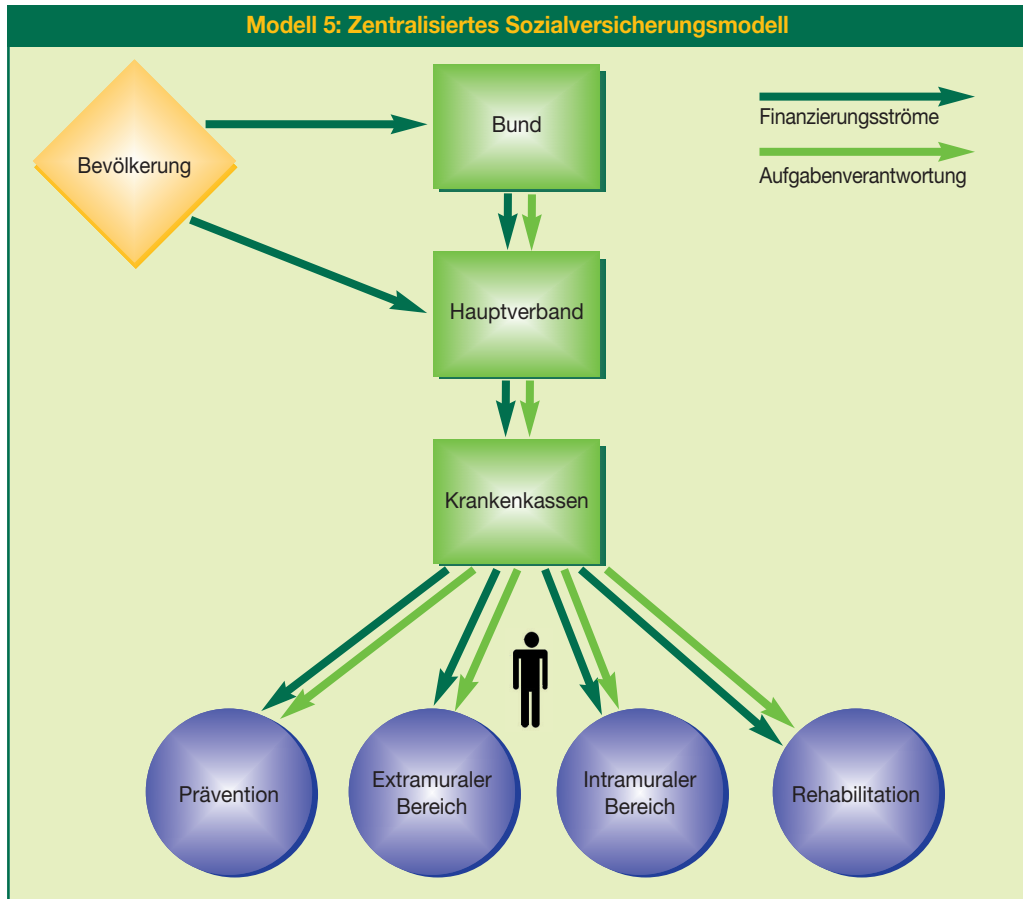 Modell 5: Zentralisiertes Sozialversicherungsmodell
Bevölkerung
Bund
Finanzierungsströme
Aufgabenverantwortung
Hauptverband
Krankenkassen
Prävention
Extramuraler
Bereich
Intramuraler
Bereich
Rehabilitation